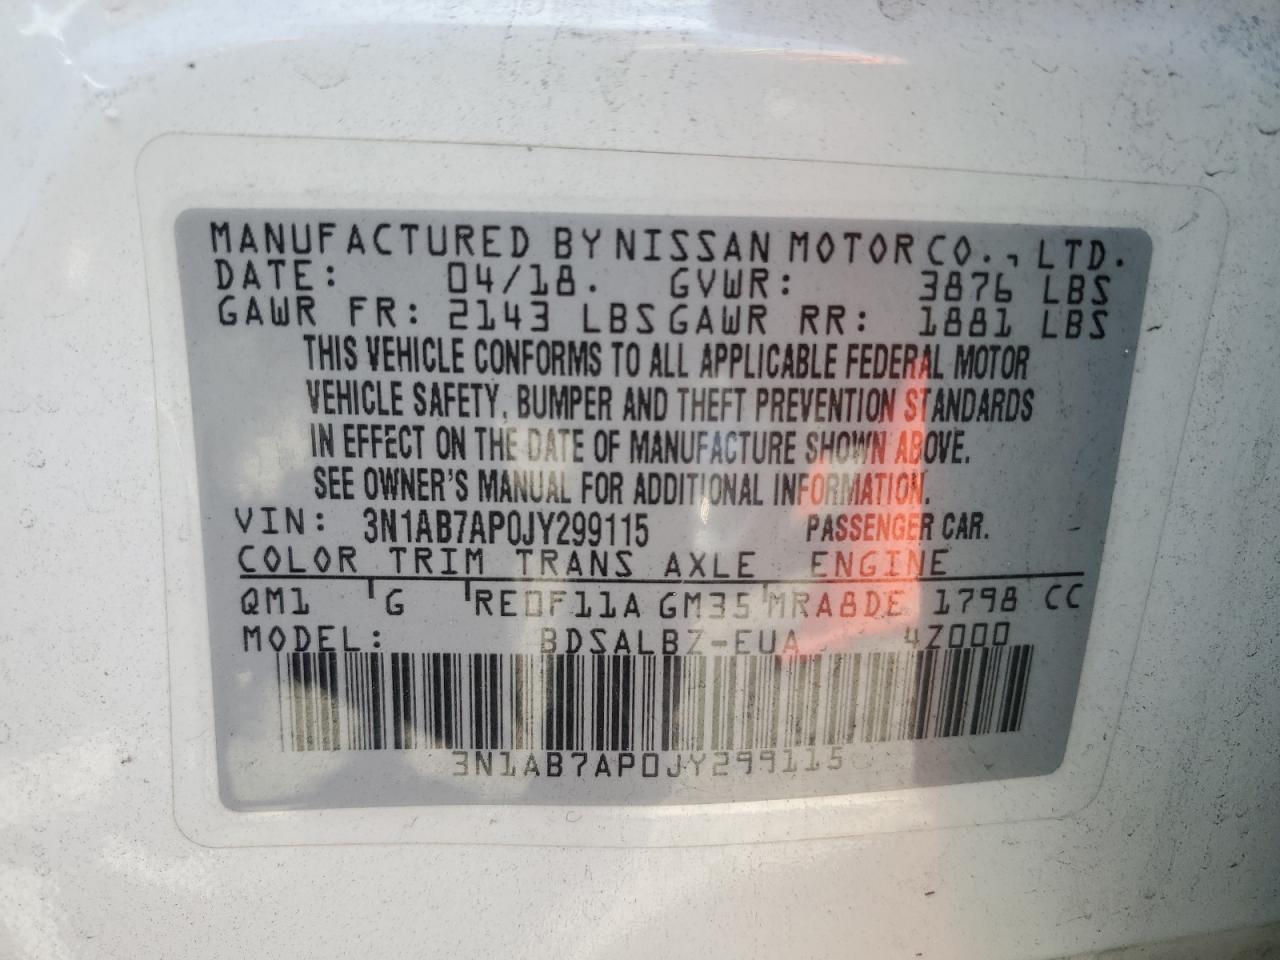 MANUFACTURED BY NISSAN MOTOR CO., LTD.
DATE: 04/18. GVWR: 3876 LBS
GAWR FR: 2143 LBS GAWR RR: 1881 LBS
THIS VEHICLE CONFORMS TO ALL APPLICABLE FEDERAL MOTOR
VEHICLE SAFETY, BUMPER AND THEFT PREVENTION STANDARDS
IN EFFECT ON THE DATE OF MANUFACTURE SHOWN ABOVE.
SEE OWNER'S MANUAL FOR ADDITIONAL INFORMATION.
VIN: 3N1AB7AP0JY299115 PASSENGER CAR.
COLOR TRIM TRANS AXLE ENGINE
QM1 G RE0F11A GM35 MRA8DE 1798 CC
MODEL: BDSALBZ-EUA 4Z000
3N1AB7AP0JY299115